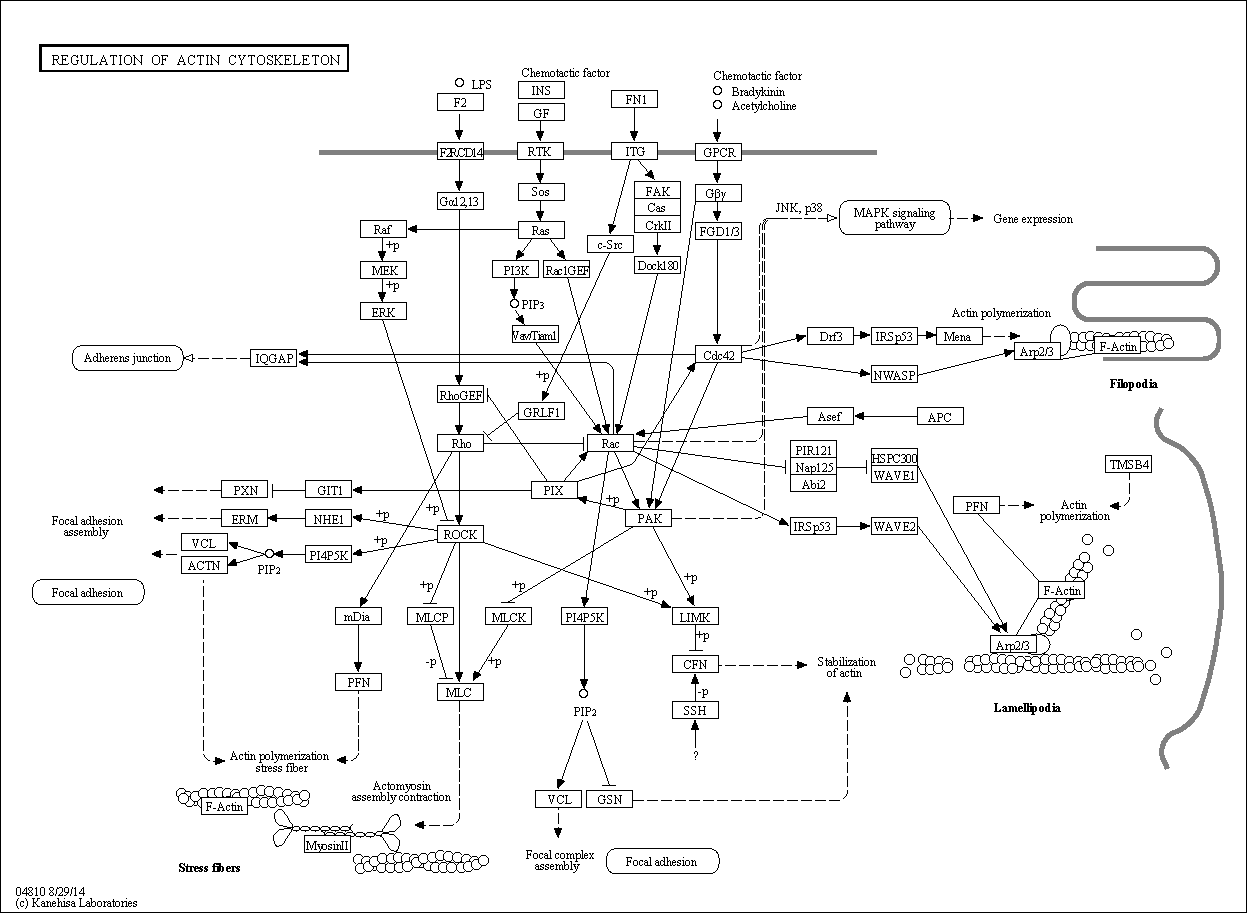 REGULATION OF ACTIN CYTOSKELETON
LPS
F2
Chemotactic factor
INS
GF
FN1
Chemotactic factor
Bradykinin
Acetylcholine
F2R
CD14
RTK
ITG
GPCR
Gα12,13
Sos
FAK
Cas
CrkII
Gβγ
Raf
Ras
c-Src
FGD1/3
JNK, p38
MAPK signaling
pathway
Gene expression
+p
MEK
PI3K
Rac1GEF
Dock180
+p
ERK
PIP3
Vav/Tiam1
Actin polymerization
Drf3
IRSp53
Mena
Arp2/3
F-Actin
Adherens junction
IQGAP
Cdc42
NWASP
Filopodia
+p
RhoGEF
GRLF1
Asef
APC
Rho
Rac
PIR121
Nap125
Abi2
HSPC300
WAVE1
TMSB4
PXN
GIT1
PIX
+p
PAK
PFN
Actin
polymerization
Focal adhesion
assembly
ERM
NHE1
+p
+p
ROCK
IRSp53
WAVE2
VCL
ACTN
PIP2
PI4P5K
+p
Focal adhesion
+p
+p
+p
+p
F-Actin
mDia
MLCP
MLCK
PI4P5K
LIMK
+p
Arp2/3
-p
+p
CFN
Stabilization
of actin
PFN
MLC
-p
SSH
PIP2
?
Lamellipodia
Actin polymerization
stress fiber
Actomyosin
assembly contraction
VCL
GSN
F-Actin
MyosinII
Stress fibers
Focal complex
assembly
Focal adhesion
04810 8/29/14
(c) Kanehisa Laboratories